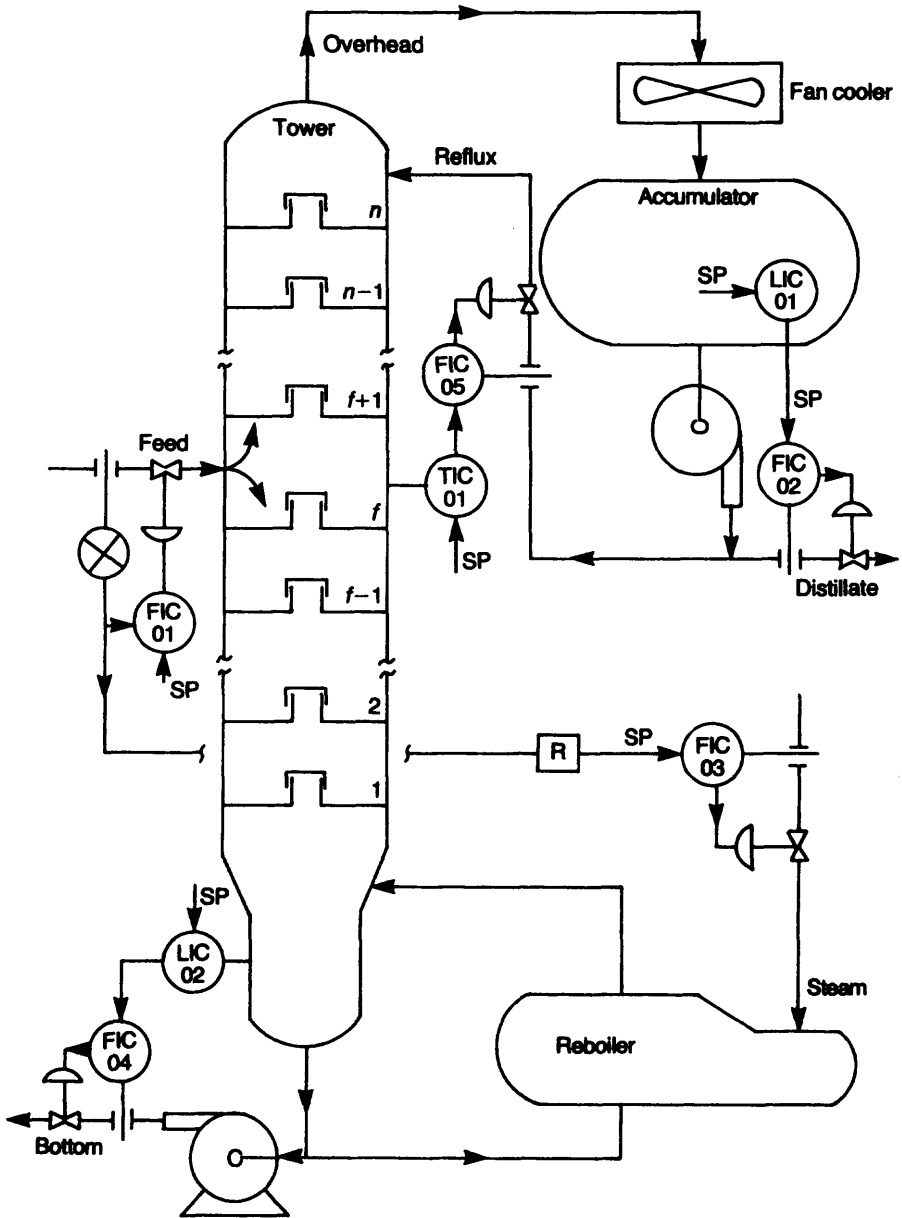 Overhead
Fan cooler
Tower
Reflux
Accumulator
n
SP
LIC
01
n−1
FIC
05
SP
f+1
Feed
TIC
01
FIC
02
f
SP
Distillate
f−1
FIC
01
SP
2
R
SP
FIC
03
1
SP
LIC
02
Steam
FIC
04
Reboiler
Bottom